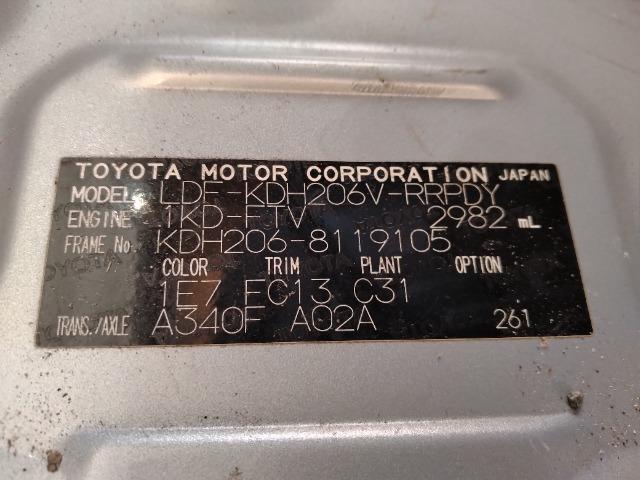 TOYOTA MOTOR CORPORATION JAPAN
MODEL LDF-KDH206V-RRPDY
ENGINE 1KD-FTV 2982 mL
FRAME No. KDH206-8119105
COLOR TRIM PLANT OPTION
1E7 EC13 C31
TRANS./AXLE A340F A02A 261